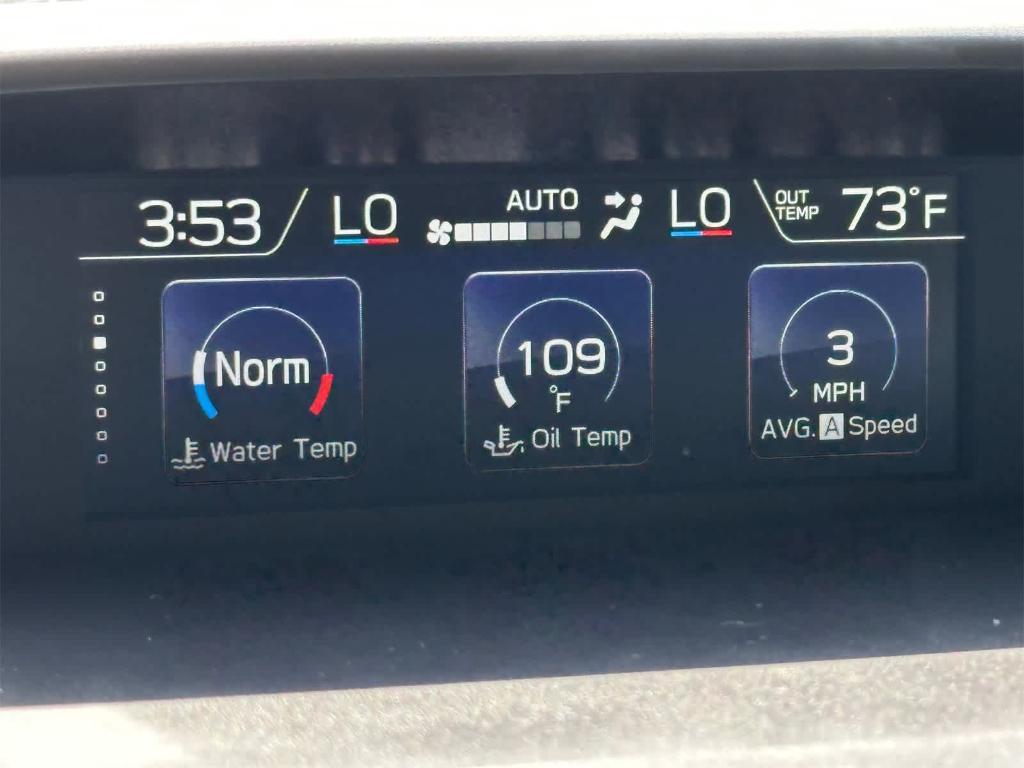 3:53 LO AUTO LO OUT TEMP 73°F
Norm
Water Temp
109
°F
Oil Temp
3
MPH
AVG. A Speed